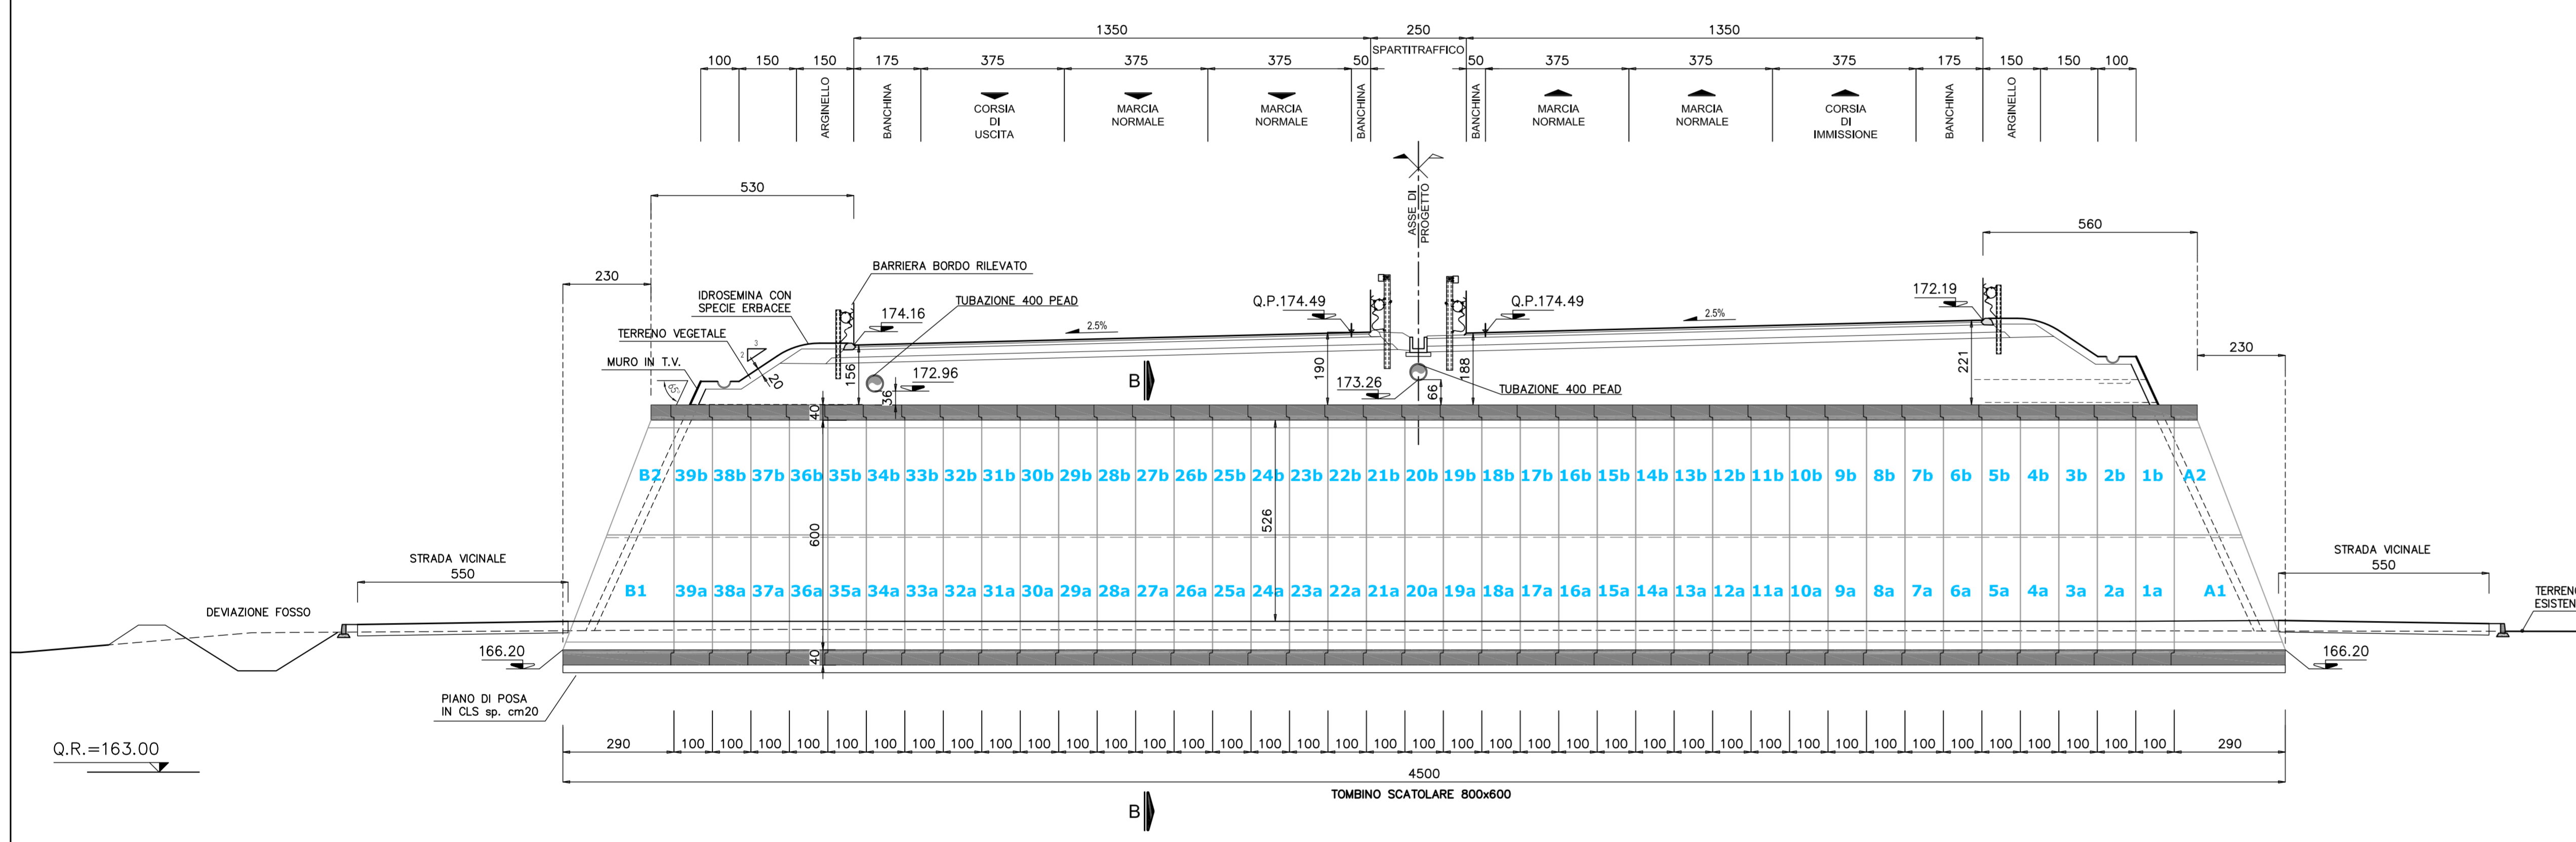 1350 250 1350
SPARTITRAFFICO
100 150 150 175 375 375 375 50 50 375 375 375 175 150 150 100
ARGINELLO
BANCHINA
CORSIA
DI
USCITA
MARCIA
NORMALE
MARCIA
NORMALE
BANCHINA
BANCHINA
MARCIA
NORMALE
MARCIA
NORMALE
CORSIA
DI
IMMISSIONE
BANCHINA
ARGINELLO
ASSE DI
PROGETTO
530
560
230
230
BARRIERA BORDO RILEVATO
IDROSEMINA CON
SPECIE ERBACEE
TUBAZIONE 400 PEAD
TERRENO VEGETALE
MURO IN T.V.
174.16
2.5%
Q.P.174.49
Q.P.174.49
2.5%
172.19
3
2
20
65°
156
36
172.96
B
190
173.26
66
188
TUBAZIONE 400 PEAD
221
40
B2 39b 38b 37b 36b 35b 34b 33b 32b 31b 30b 29b 28b 27b 26b 25b 24b 23b 22b 21b 20b 19b 18b 17b 16b 15b 14b 13b 12b 11b 10b 9b 8b 7b 6b 5b 4b 3b 2b 1b A2
600
526
B1 39a 38a 37a 36a 35a 34a 33a 32a 31a 30a 29a 28a 27a 26a 25a 24a 23a 22a 21a 20a 19a 18a 17a 16a 15a 14a 13a 12a 11a 10a 9a 8a 7a 6a 5a 4a 3a 2a 1a A1
STRADA VICINALE
550
STRADA VICINALE
550
DEVIAZIONE FOSSO
TERRENO
ESISTEN
166.20
40
166.20
PIANO DI POSA
IN CLS sp. cm20
Q.R.=163.00
290 100 100 100 100 100 100 100 100 100 100 100 100 100 100 100 100 100 100 100 100 100 100 100 100 100 100 100 100 100 100 100 100 100 100 100 100 100 100 100 290
4500
TOMBINO SCATOLARE 800x600
B